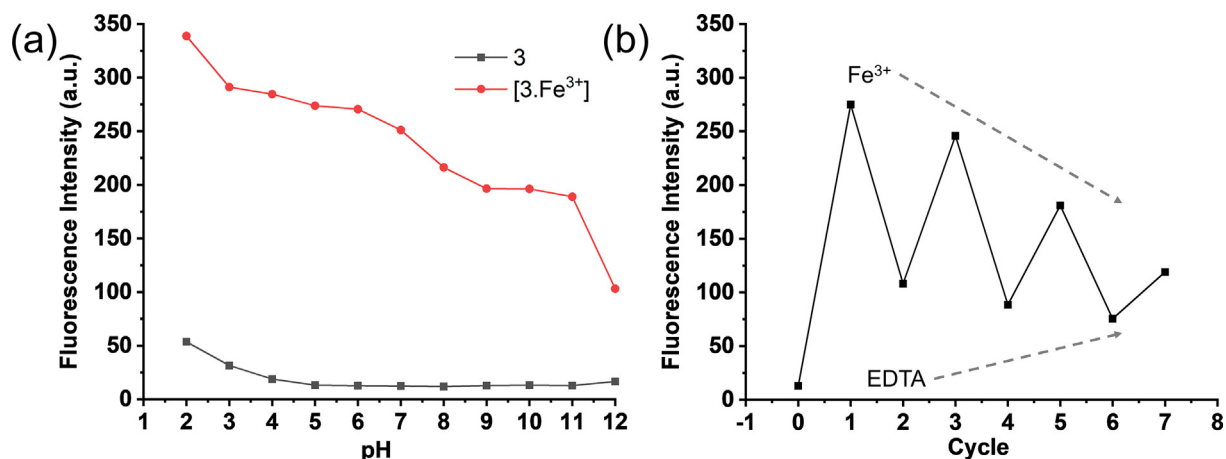 (a)
Fluorescence Intensity (a.u.)
350
300
250
200
150
100
50
0
3
[3.Fe³⁺]
1 2 3 4 5 6 7 8 9 10 11 12
pH
(b)
Fluorescence Intensity (a.u.)
350
300
250
200
150
100
50
0
Fe³⁺
EDTA
-1 0 1 2 3 4 5 6 7 8
Cycle